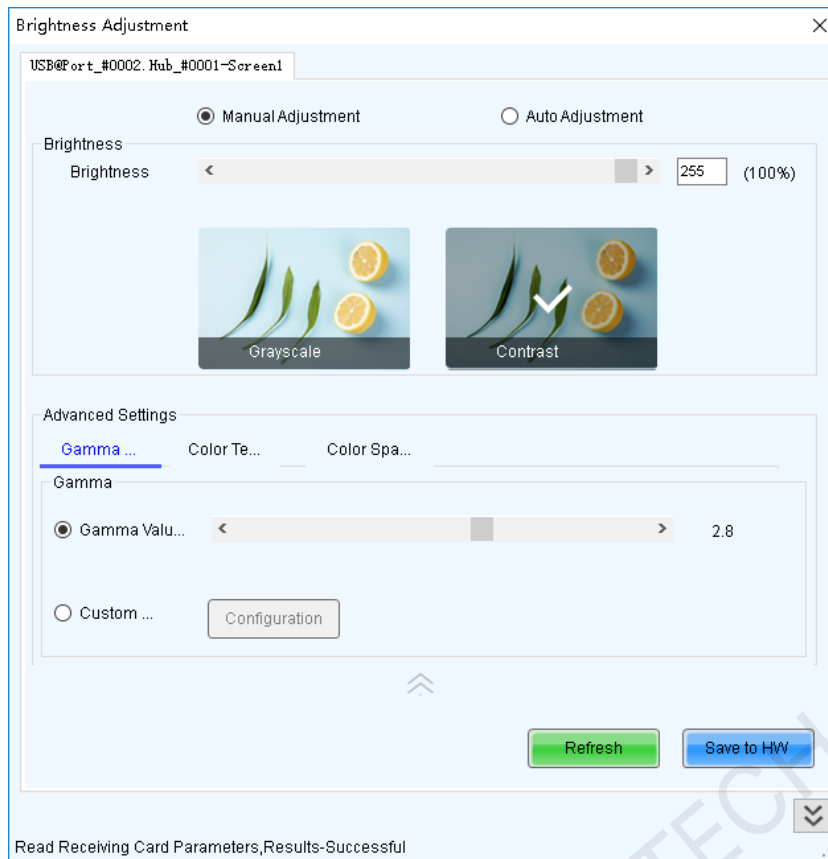 Brightness Adjustment
USB@Port_#0002.Hub_#0001-Screen1
Manual Adjustment Auto Adjustment
Brightness
Brightness 255 (100%)
Grayscale Contrast
Advanced Settings
Gamma ... Color Te... Color Spa...
Gamma
Gamma Valu... 2.8
Custom ... Configuration
Refresh Save to HW
TECH
Read Receiving Card Parameters,Results-Successful